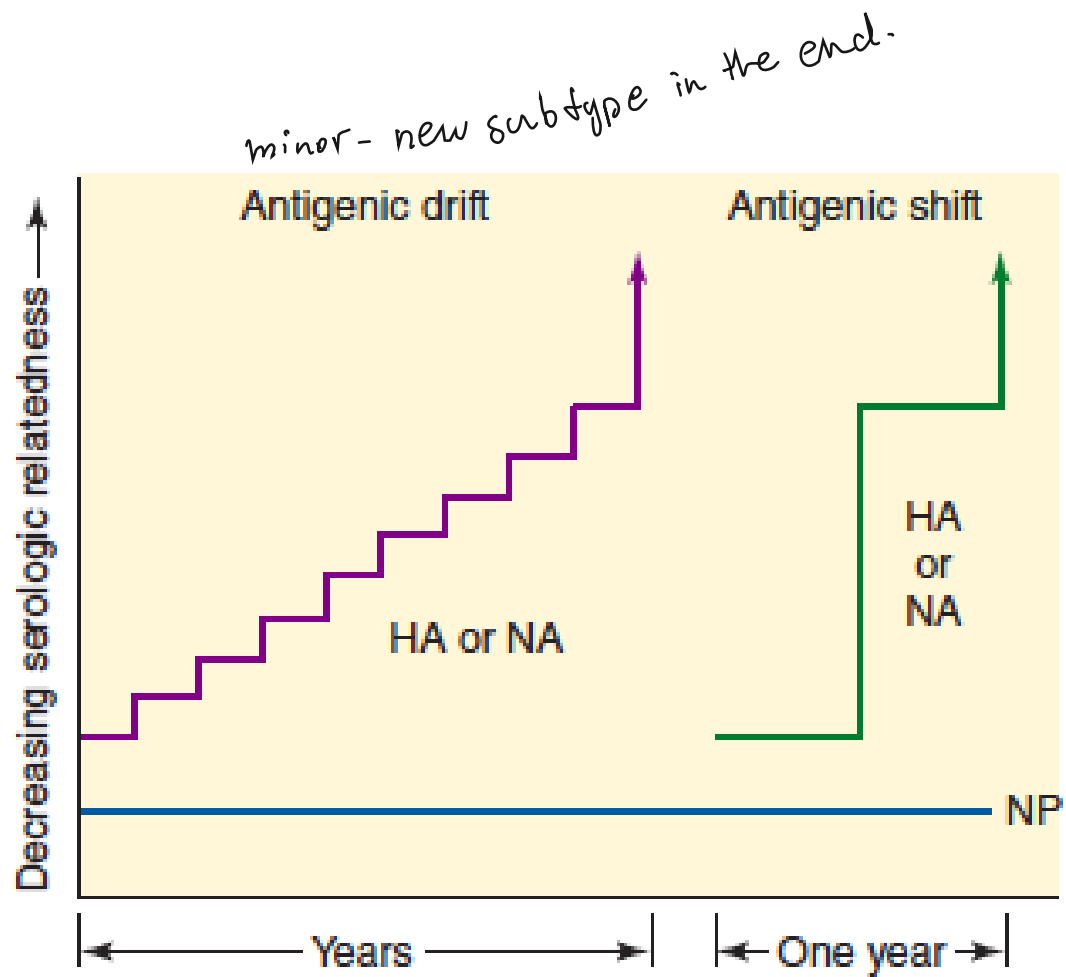 minor - new subtype in the end.
Antigenic drift
Antigenic shift
Decreasing serologic relatedness
HA or NA
HA
or
NA
NP
Years
One year